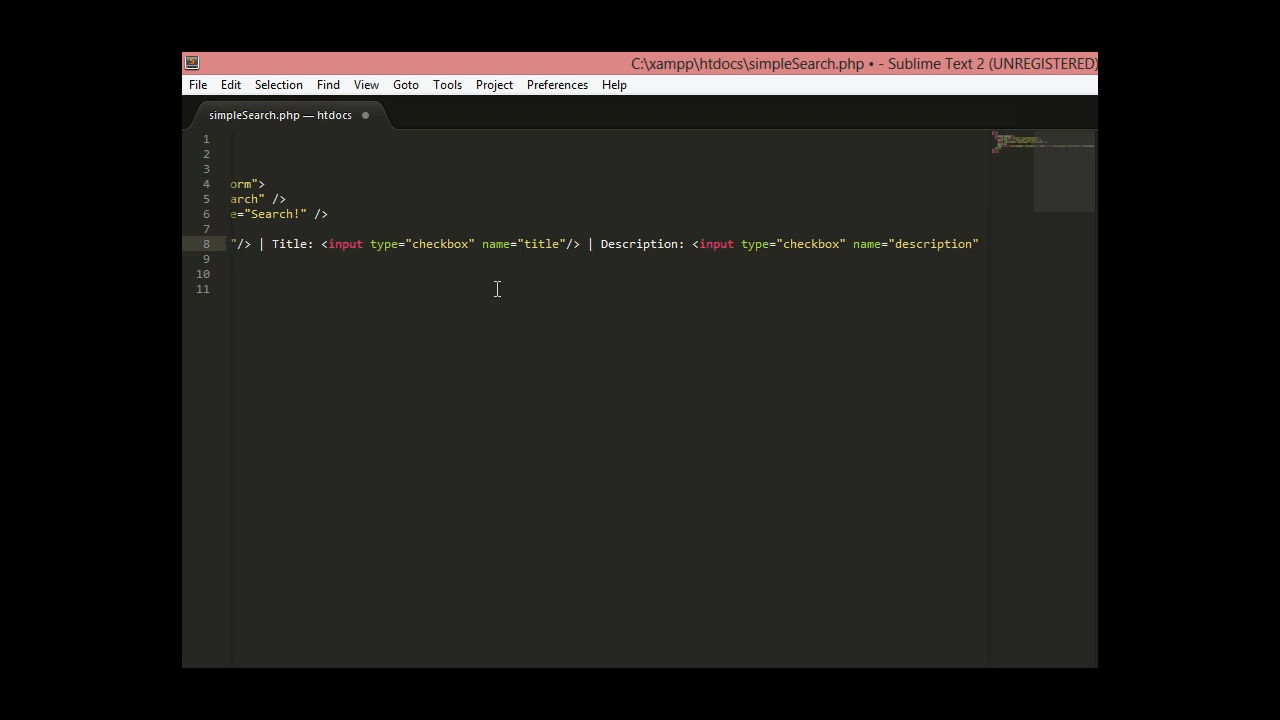 C:\xampp\htdocs\simpleSearch.php • - Sublime Text 2 (UNREGISTERED)
File Edit Selection Find View Goto Tools Project Preferences Help
simpleSearch.php — htdocs
1
2
3
4 orm">
5 arch" />
6 e="Search!" />
7
8 "/> | Title: <input type="checkbox" name="title"/> | Description: <input type="checkbox" name="description"
9
10
11